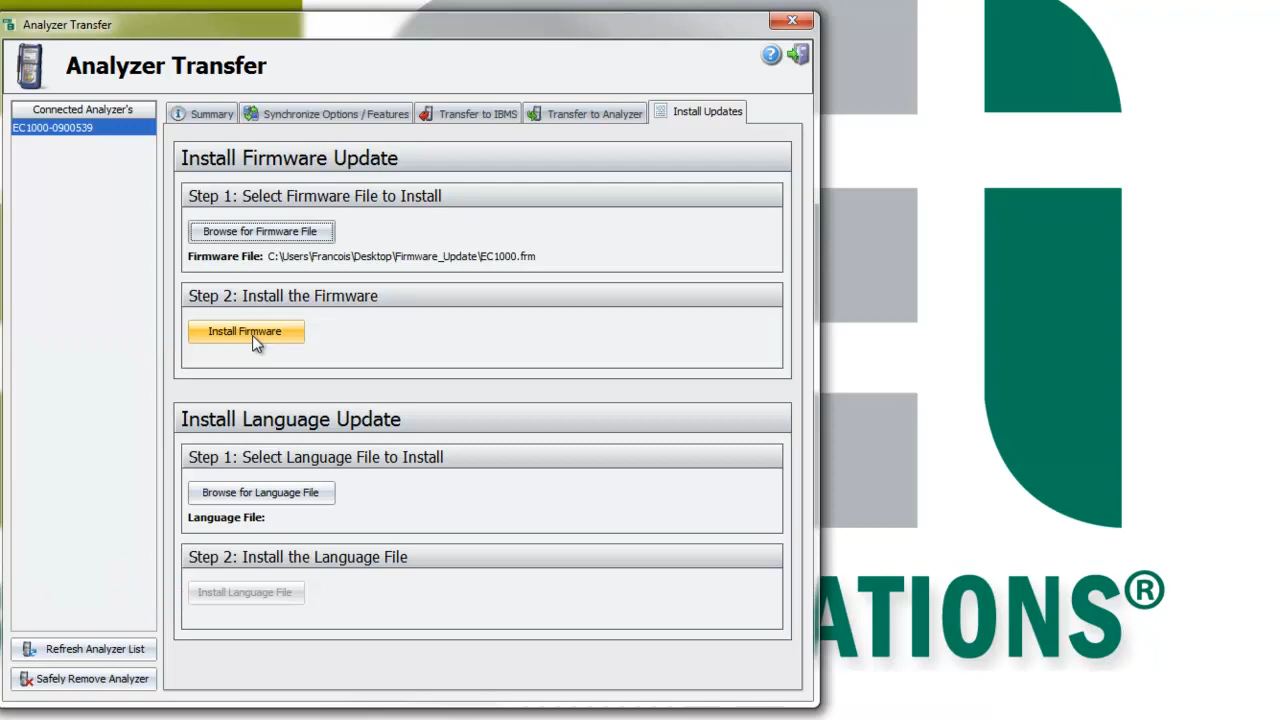 Analyzer Transfer
Analyzer Transfer
Connected Analyzer's
EC1000-0900539
Summary
Synchronize Options / Features
Transfer to IBMS
Transfer to Analyzer
Install Updates
Install Firmware Update
Step 1: Select Firmware File to Install
Browse for Firmware File
Firmware File: C:\Users\Francois\Desktop\Firmware_Update\EC1000.frm
Step 2: Install the Firmware
Install Firmware
Install Language Update
Step 1: Select Language File to Install
Browse for Language File
Language File:
Step 2: Install the Language File
Install Language File
Refresh Analyzer List
Safely Remove Analyzer
ATIONS®